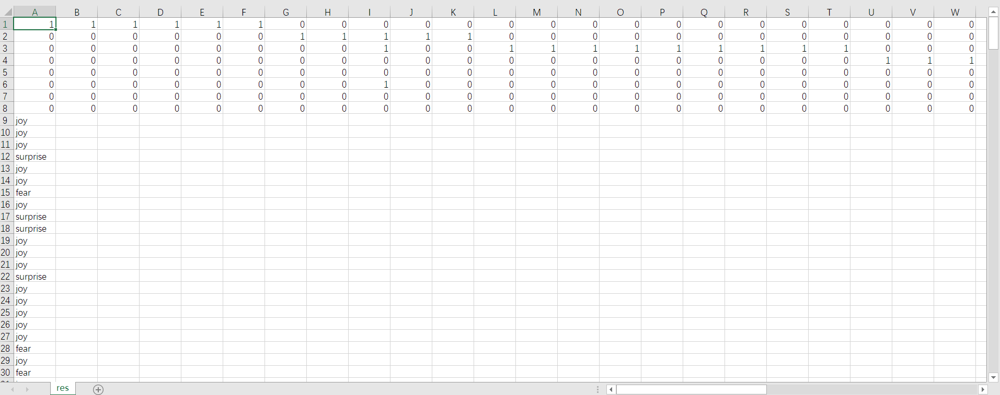 A B C D E F G H I J K L M N O P Q R S T U V W
1 1 1 1 1 1 1 0 0 0 0 0 0 0 0 0 0 0 0 0 0 0 0 0
2 0 0 0 0 0 0 1 1 1 1 1 0 0 0 0 0 0 0 0 0 0 0 0
3 0 0 0 0 0 0 0 0 1 0 0 1 1 1 1 1 1 1 1 1 0 0 0
4 0 0 0 0 0 0 0 0 0 0 0 0 0 0 0 0 0 0 0 0 1 1 1
5 0 0 0 0 0 0 0 0 0 0 0 0 0 0 0 0 0 0 0 0 0 0 0
6 0 0 0 0 0 0 0 0 1 0 0 0 0 0 0 0 0 0 0 0 0 0 0
7 0 0 0 0 0 0 0 0 0 0 0 0 0 0 0 0 0 0 0 0 0 0 0
8 0 0 0 0 0 0 0 0 0 0 0 0 0 0 0 0 0 0 0 0 0 0 0
9 joy
10 joy
11 joy
12 surprise
13 joy
14 joy
15 fear
16 joy
17 surprise
18 surprise
19 joy
20 joy
21 joy
22 surprise
23 joy
24 joy
25 joy
26 joy
27 joy
28 fear
29 joy
30 fear
res